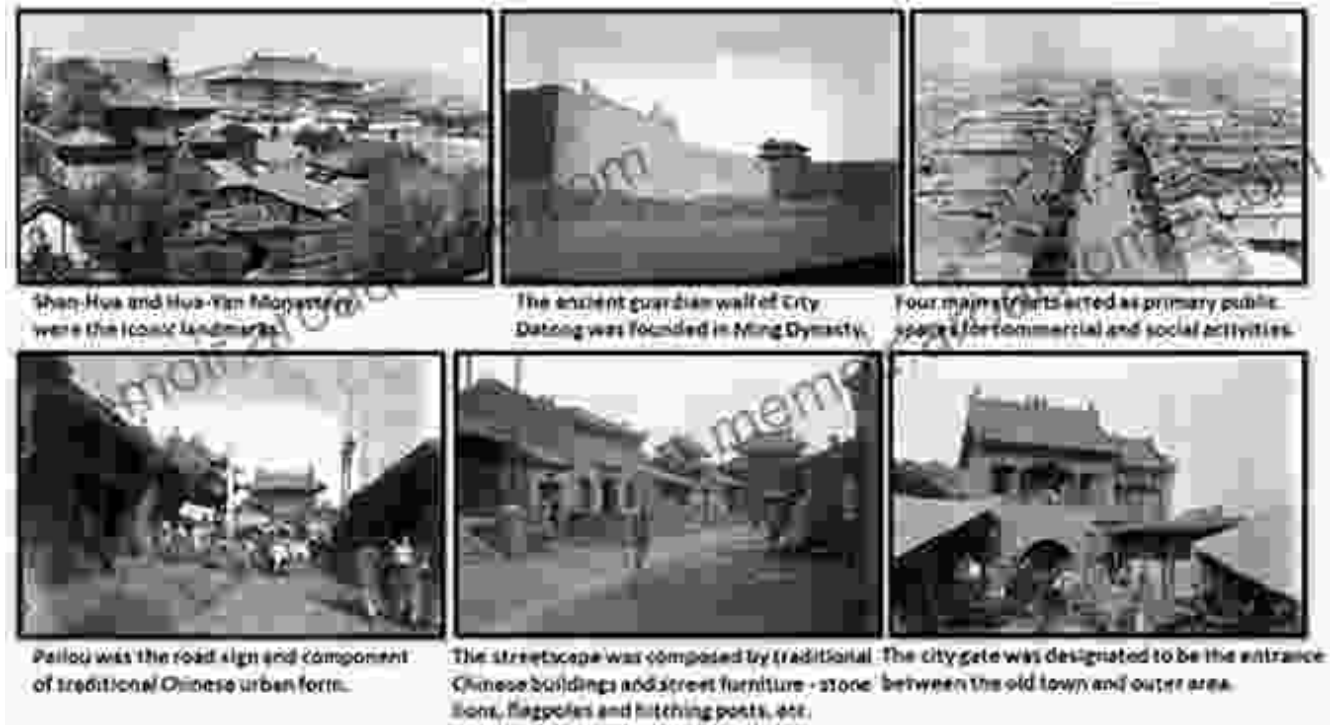 Shan-Hua and Hua-Yan Monastery
were the iconic landmarks.
The ancient guardian wall of City
Datong was founded in Ming Dynasty.
Four main streets acted as primary public
spaces for commercial and social activities.
Pailou was the road sign and component
of traditional Chinese urban form.
The streetscape was composed by traditional
Chinese buildings and street furniture - stone
lions, flagpoles and hitching posts, etc.
The city gate was designated to be the entrance
between the old town and outer area.